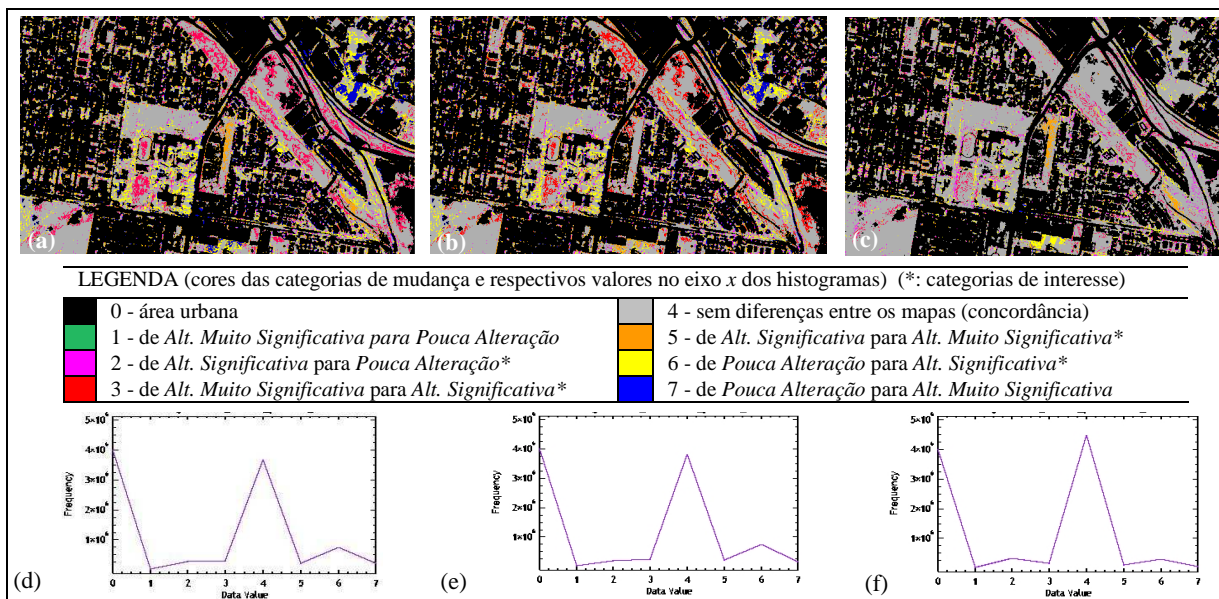 (a)
(b)
(c)
LEGENDA (cores das categorias de mudança e respectivos valores no eixo x dos histogramas) (*: categorias de interesse)
0 - área urbana
1 - de Alt. Muito Significativa para Pouca Alteração
2 - de Alt. Significativa para Pouca Alteração*
3 - de Alt. Muito Significativa para Alt. Significativa*
4 - sem diferenças entre os mapas (concordância)
5 - de Alt. Significativa para Alt. Muito Significativa*
6 - de Pouca Alteração para Alt. Significativa*
7 - de Pouca Alteração para Alt. Muito Significativa
5×10⁶
4×10⁶
3×10⁶
2×10⁶
1×10⁶
Frequency
0 1 2 3 4 5 6 7
Data Value
(d)
5×10⁶
4×10⁶
3×10⁶
2×10⁶
1×10⁶
Frequency
0 1 2 3 4 5 6 7
Data Value
(e)
5×10⁶
4×10⁶
3×10⁶
2×10⁶
1×10⁶
Frequency
0 1 2 3 4 5 6 7
Data Value
(f)